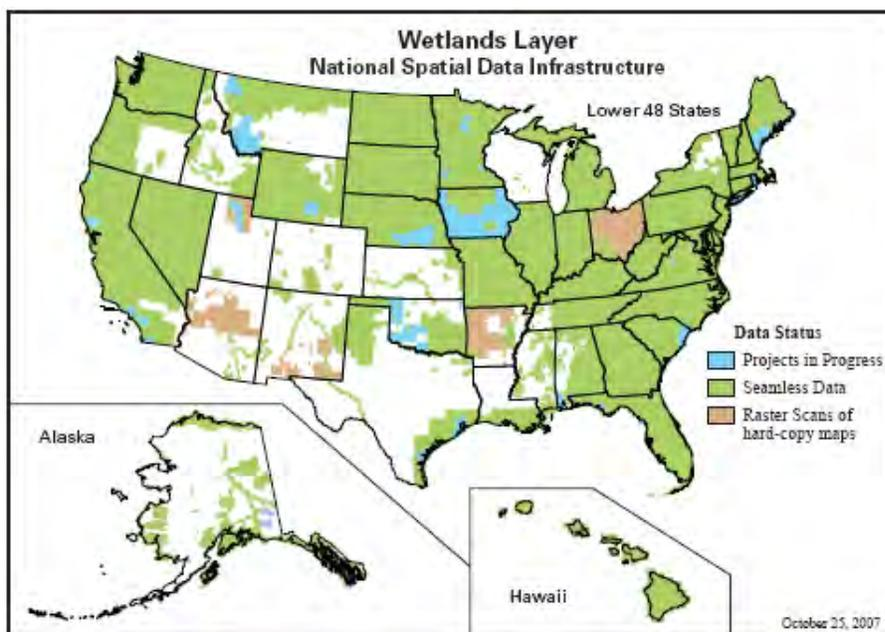 Wetlands Layer
National Spatial Data Infrastructure
Lower 48 States
Data Status
Projects in Progress
Seamless Data
Raster Scans of
hard-copy maps
Alaska
Hawaii
October 25, 2007